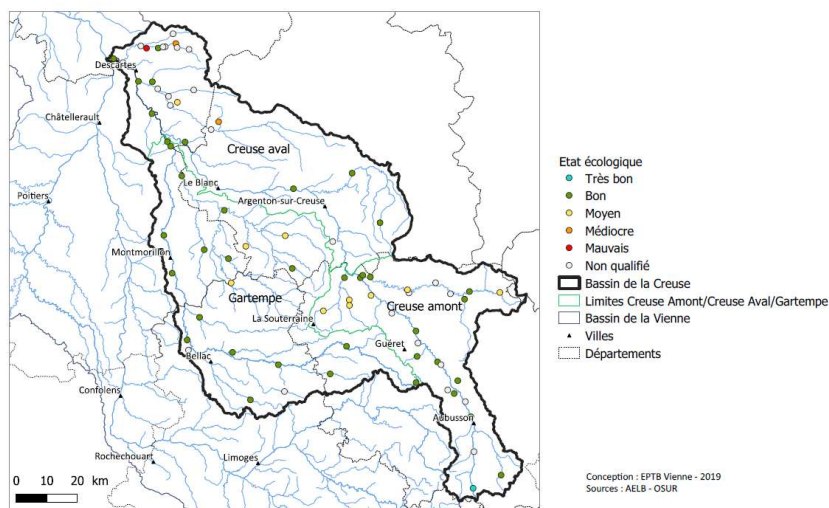 Descartes
Châtellerault
Creuse aval
Le Blanc
Poitiers
Argenton-sur-Creuse
Montmorillon
Gartempe
Creuse amont
La Souterraine
Guéret
Bellac
Confolens
Aubusson
Rochechouart
Limoges
0 10 20 km
Etat écologique
Très bon
Bon
Moyen
Médiocre
Mauvais
Non qualifié
Bassin de la Creuse
Limites Creuse Amont/Creuse Aval/Gartempe
Bassin de la Vienne
Villes
Départements
Conception : EPTB Vienne - 2019
Sources : AELB - OSUR